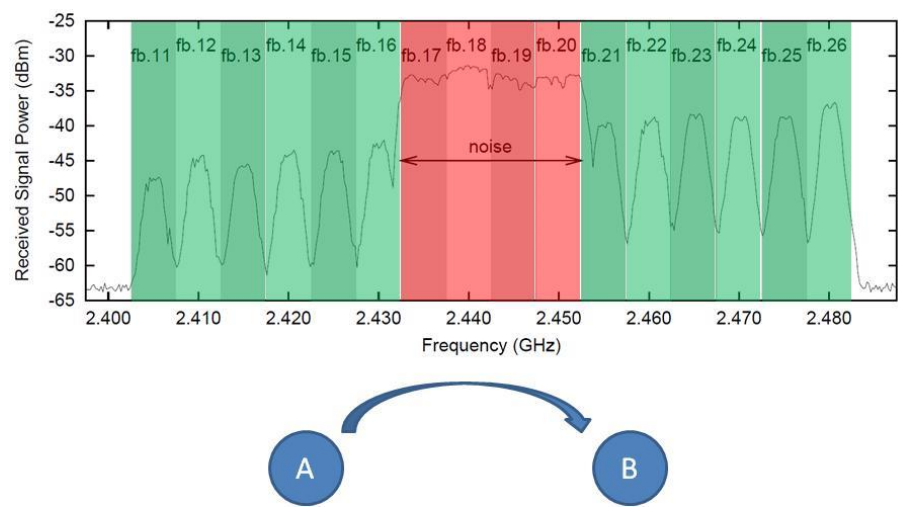 Received Signal Power (dBm)
-25
-30
-35
-40
-45
-50
-55
-60
-65
fb.11
fb.12
fb.13
fb.14
fb.15
fb.16
fb.17
fb.18
fb.19
fb.20
fb.21
fb.22
fb.23
fb.24
fb.25
fb.26
noise
2.400 2.410 2.420 2.430 2.440 2.450 2.460 2.470 2.480
Frequency (GHz)
A
B